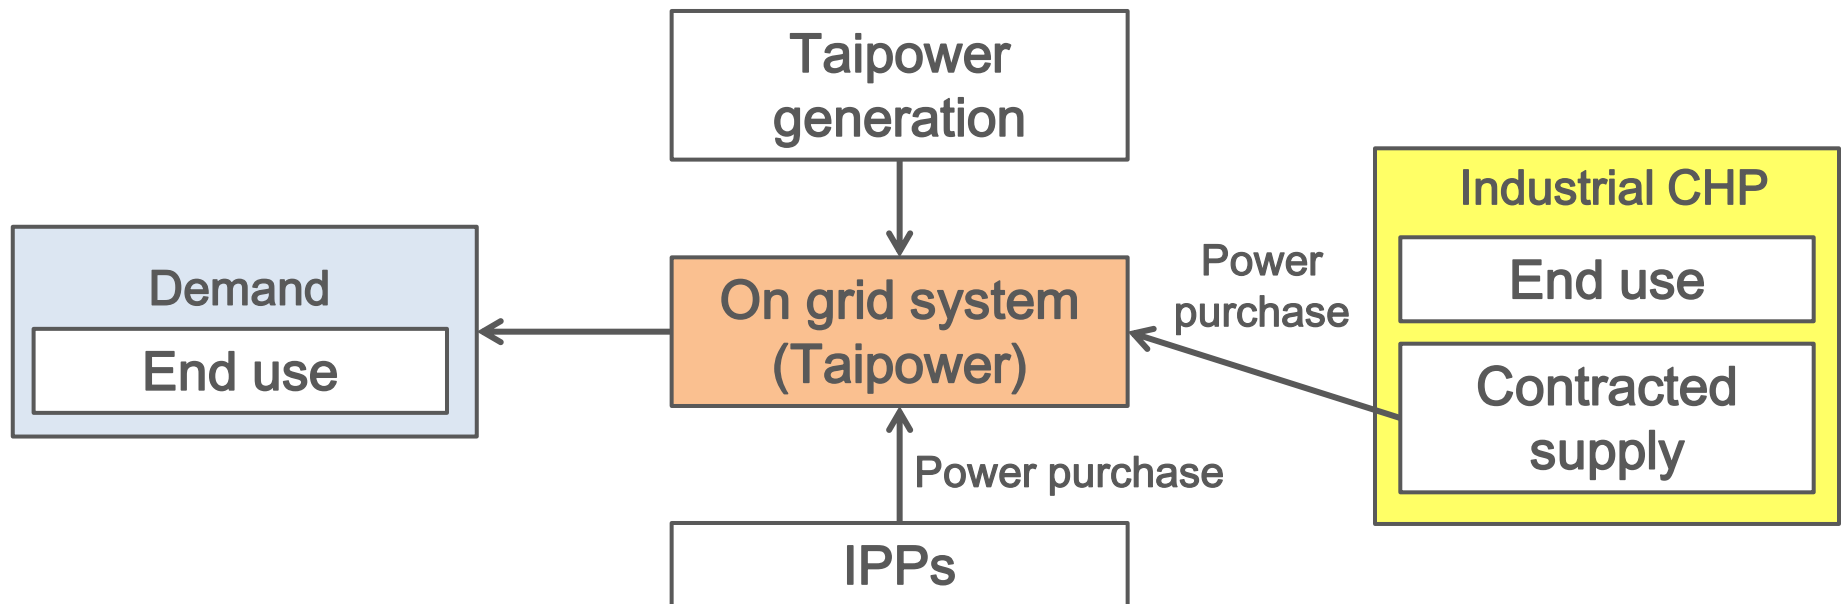 Taipower
generation
Industrial CHP
End use
Contracted
supply
Power
purchase
On grid system
(Taipower)
Demand
End use
Power purchase
IPPs